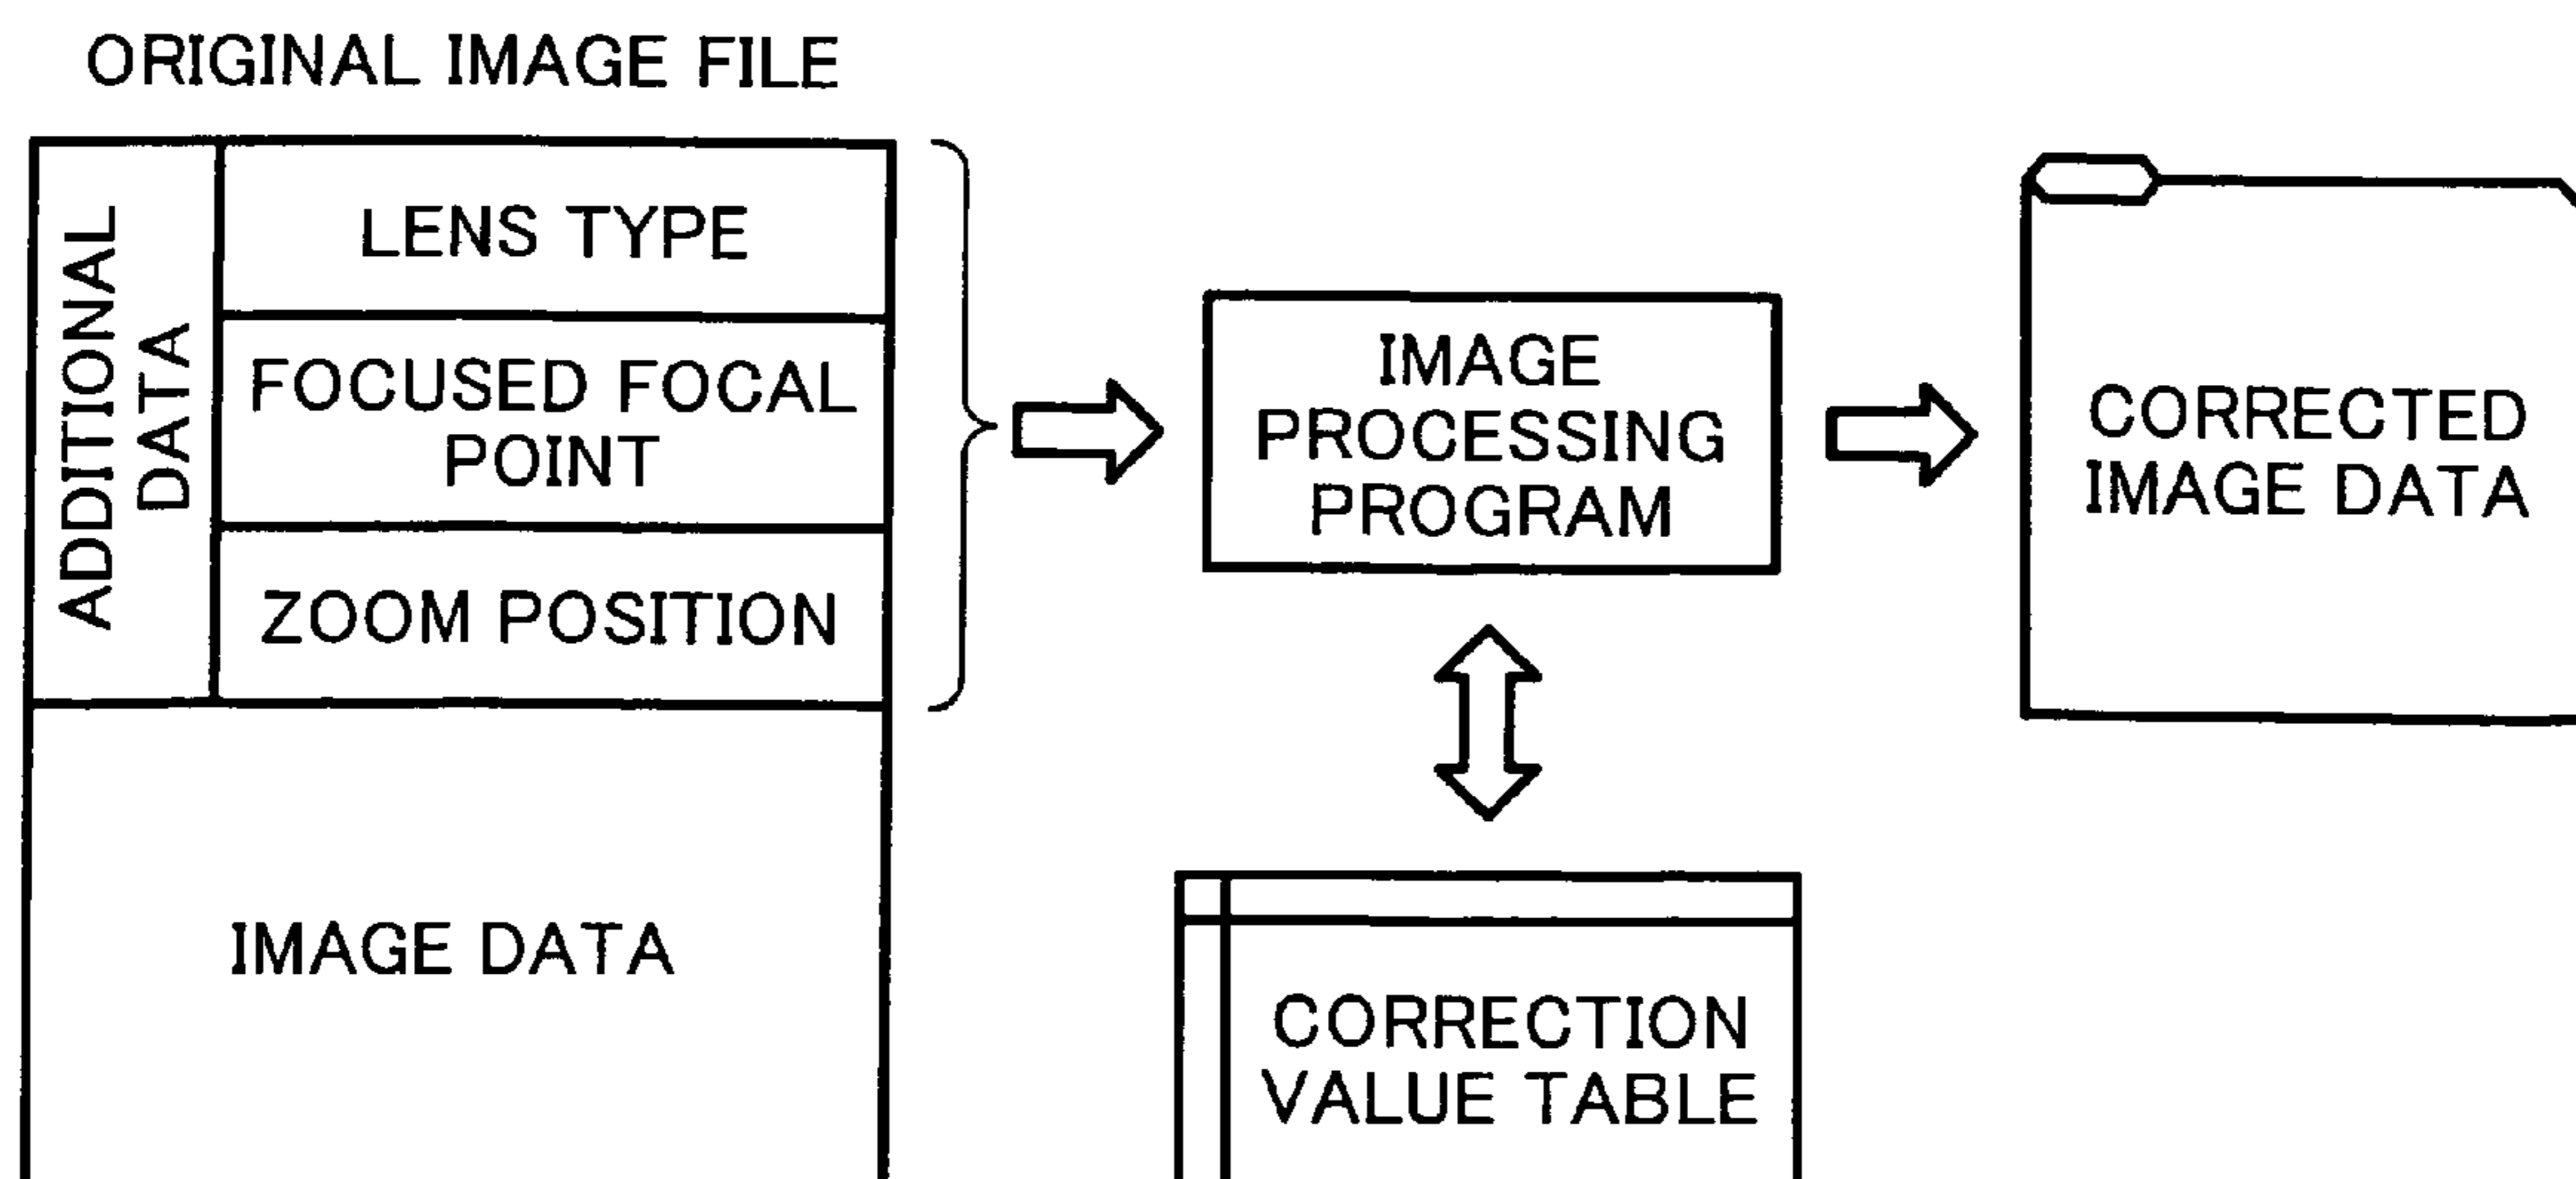 ORIGINAL IMAGE FILE
ADDITIONAL
DATA
LENS TYPE
FOCUSED FOCAL
POINT
ZOOM POSITION
IMAGE DATA
IMAGE
PROCESSING
PROGRAM
CORRECTION
VALUE TABLE
CORRECTED
IMAGE DATA